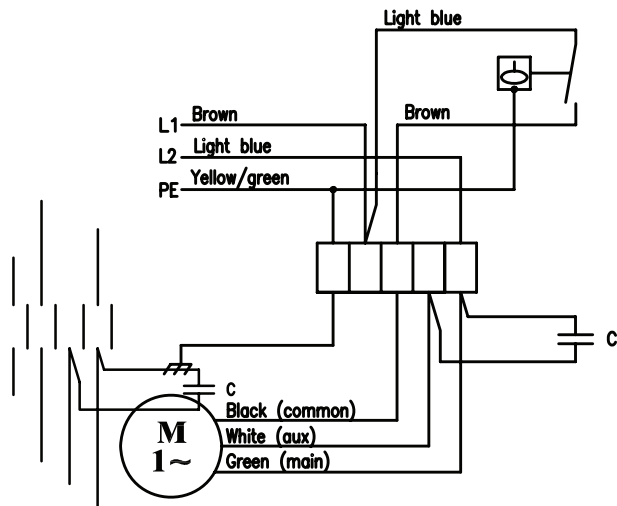 Light blue
Brown
L1 Brown
L2 Light blue
PE Yellow/green
C
C
Black (common)
White (aux)
Green (main)
M
1~